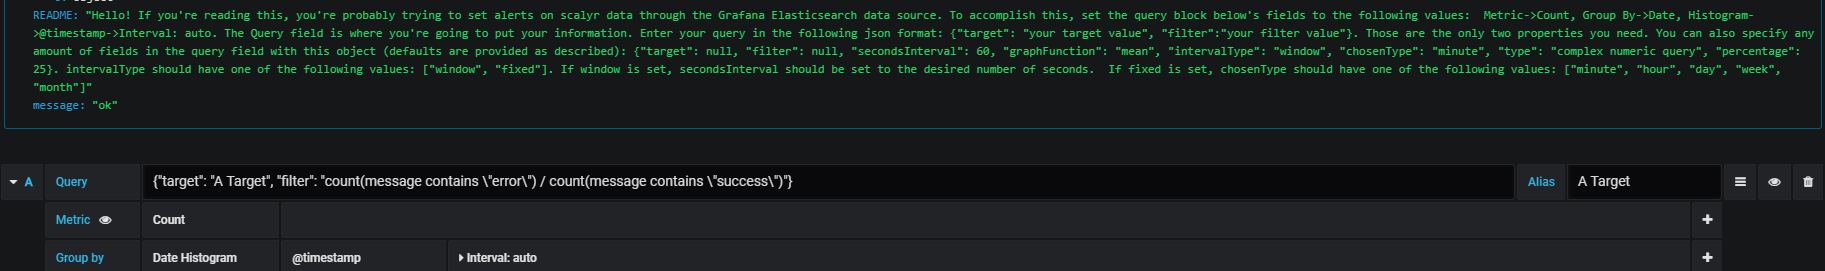 README: "Hello! If you're reading this, you're probably trying to set alerts on scalyr data through the Grafana Elasticsearch data source. To accomplish this, set the query block below's fields to the following values:  Metric->Count, Group By->Date, Histogram-
>@timestamp->Interval: auto. The Query field is where you're going to put your information. Enter your query in the following json format: {"target": "your target value", "filter":"your filter value"}. Those are the only two properties you need. You can also specify any
amount of fields in the query field with this object (defaults are provided as described): {"target": null, "filter": null, "secondsInterval": 60, "graphFunction": "mean", "intervalType": "window", "chosenType": "minute", "type": "complex numeric query", "percentage":
25}. intervalType should have one of the following values: ["window", "fixed"]. If window is set, secondsInterval should be set to the desired number of seconds.  If fixed is set, chosenType should have one of the following values: ["minute", "hour", "day", "week",
"month"]"
message: "ok"
A Query {"target": "A Target", "filter": "count(message contains \"error\") / count(message contains \"success\")"} Alias A Target
Metric Count +
Group by Date Histogram @timestamp Interval: auto +